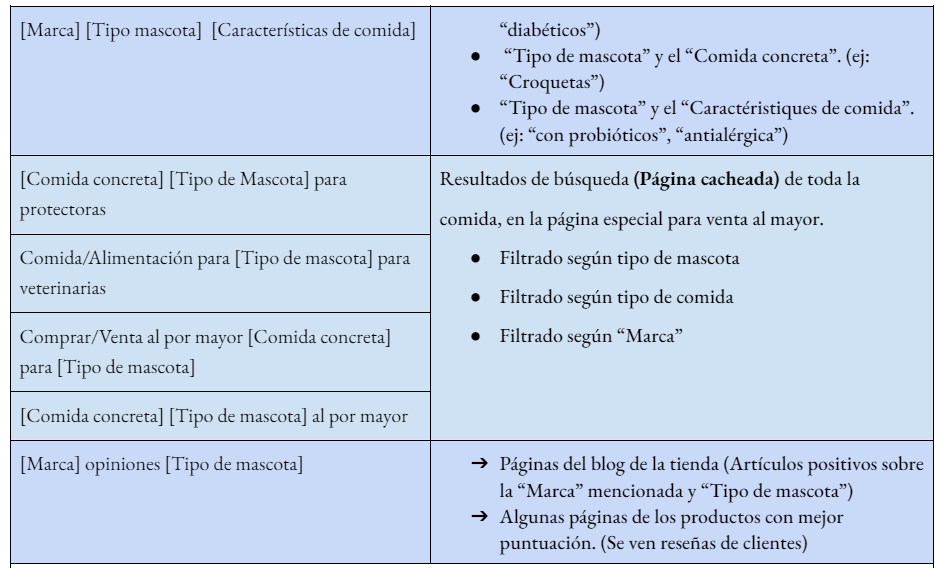 [Marca] [Tipo mascota]  [Características de comida]
“diabéticos”)
● “Tipo de mascota” y el “Comida concreta”. (ej:
“Croquetas”)
● “Tipo de mascota” y el “Caractéristiques de comida”.
(ej: “con probióticos”, “antialérgica”)
[Comida concreta] [Tipo de Mascota] para
protectoras
Comida/Alimentación para [Tipo de mascota] para
veterinarias
Comprar/Venta al por mayor [Comida concreta]
para [Tipo de mascota]
[Comida concreta] [Tipo de mascota] al por mayor
Resultados de búsqueda (Página cacheada) de toda la
comida, en la página especial para venta al mayor.
● Filtrado según tipo de mascota
● Filtrado según tipo de comida
● Filtrado según “Marca”
[Marca] opiniones [Tipo de mascota]
➔ Páginas del blog de la tienda (Artículos positivos sobre
la “Marca” mencionada y “Tipo de mascota”)
➔ Algunas páginas de los productos con mejor
puntuación. (Se ven reseñas de clientes)